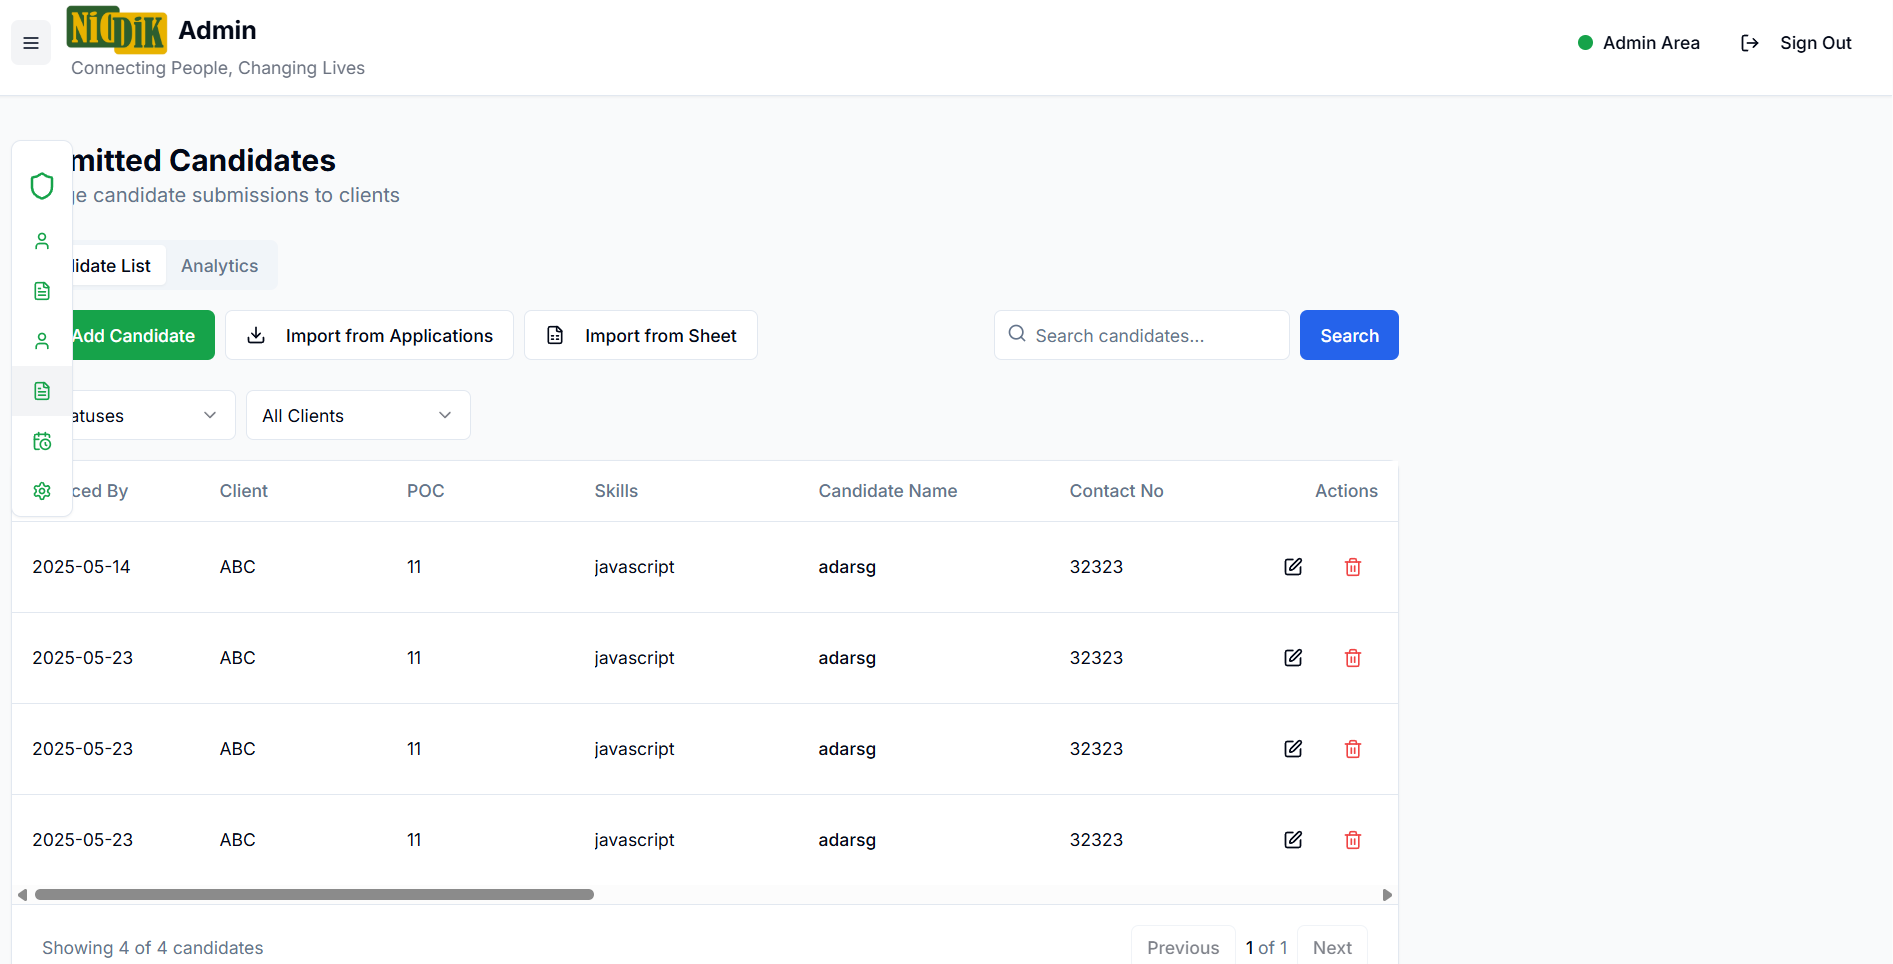 NiCDiK Admin
Connecting People, Changing Lives
Admin Area
Sign Out
mitted Candidates
ge candidate submissions to clients
lidate List Analytics
Add Candidate Import from Applications Import from Sheet Search candidates... Search
atuses All Clients
ced By Client POC Skills Candidate Name Contact No Actions
2025-05-14 ABC 11 javascript adarsg 32323
2025-05-23 ABC 11 javascript adarsg 32323
2025-05-23 ABC 11 javascript adarsg 32323
2025-05-23 ABC 11 javascript adarsg 32323
Showing 4 of 4 candidates Previous 1 of 1 Next